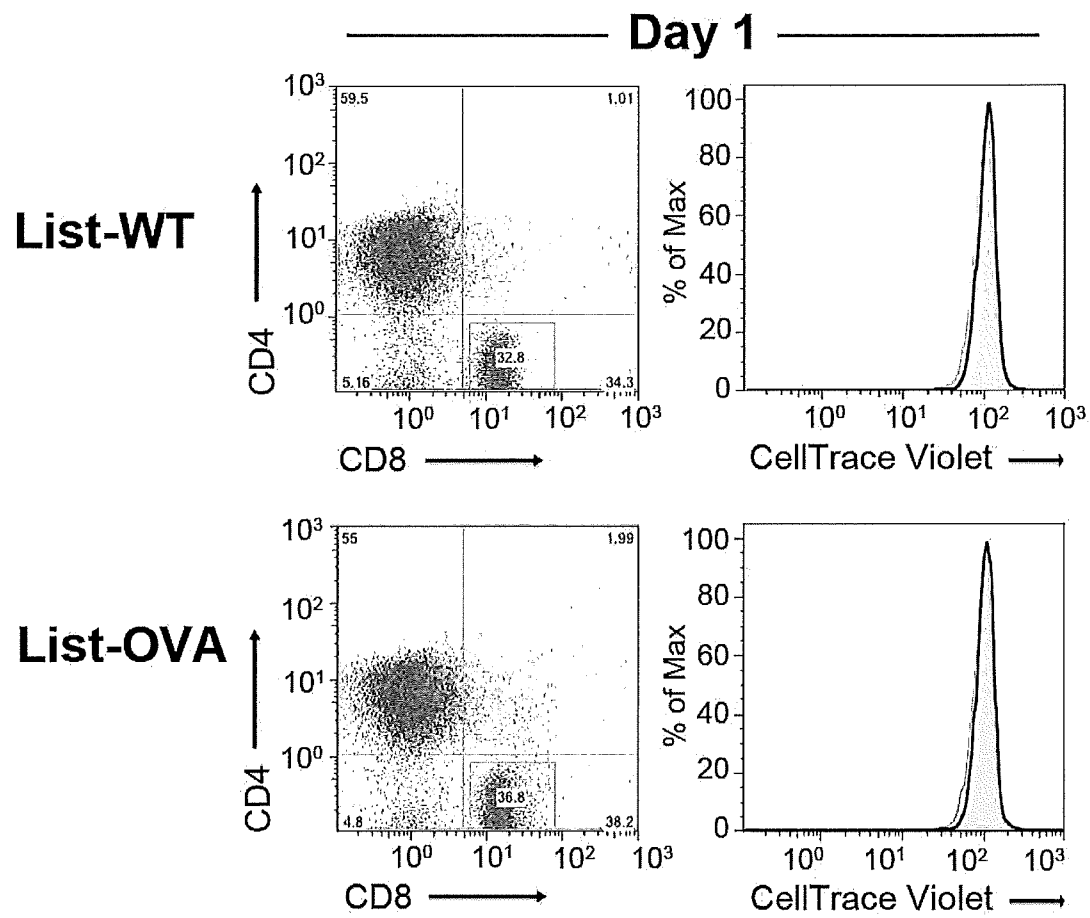 Day 1
List-WT
CD4
10³
10²
10¹
10⁰
59.5
1.01
32.8
5.16
34.3
10⁰ 10¹ 10² 10³
CD8
% of Max
100
80
60
40
20
0
10⁰ 10¹ 10² 10³
CellTrace Violet
List-OVA
CD4
10³
10²
10¹
10⁰
55
1.99
36.8
4.8
38.2
10⁰ 10¹ 10² 10³
CD8
% of Max
100
80
60
40
20
0
10⁰ 10¹ 10² 10³
CellTrace Violet